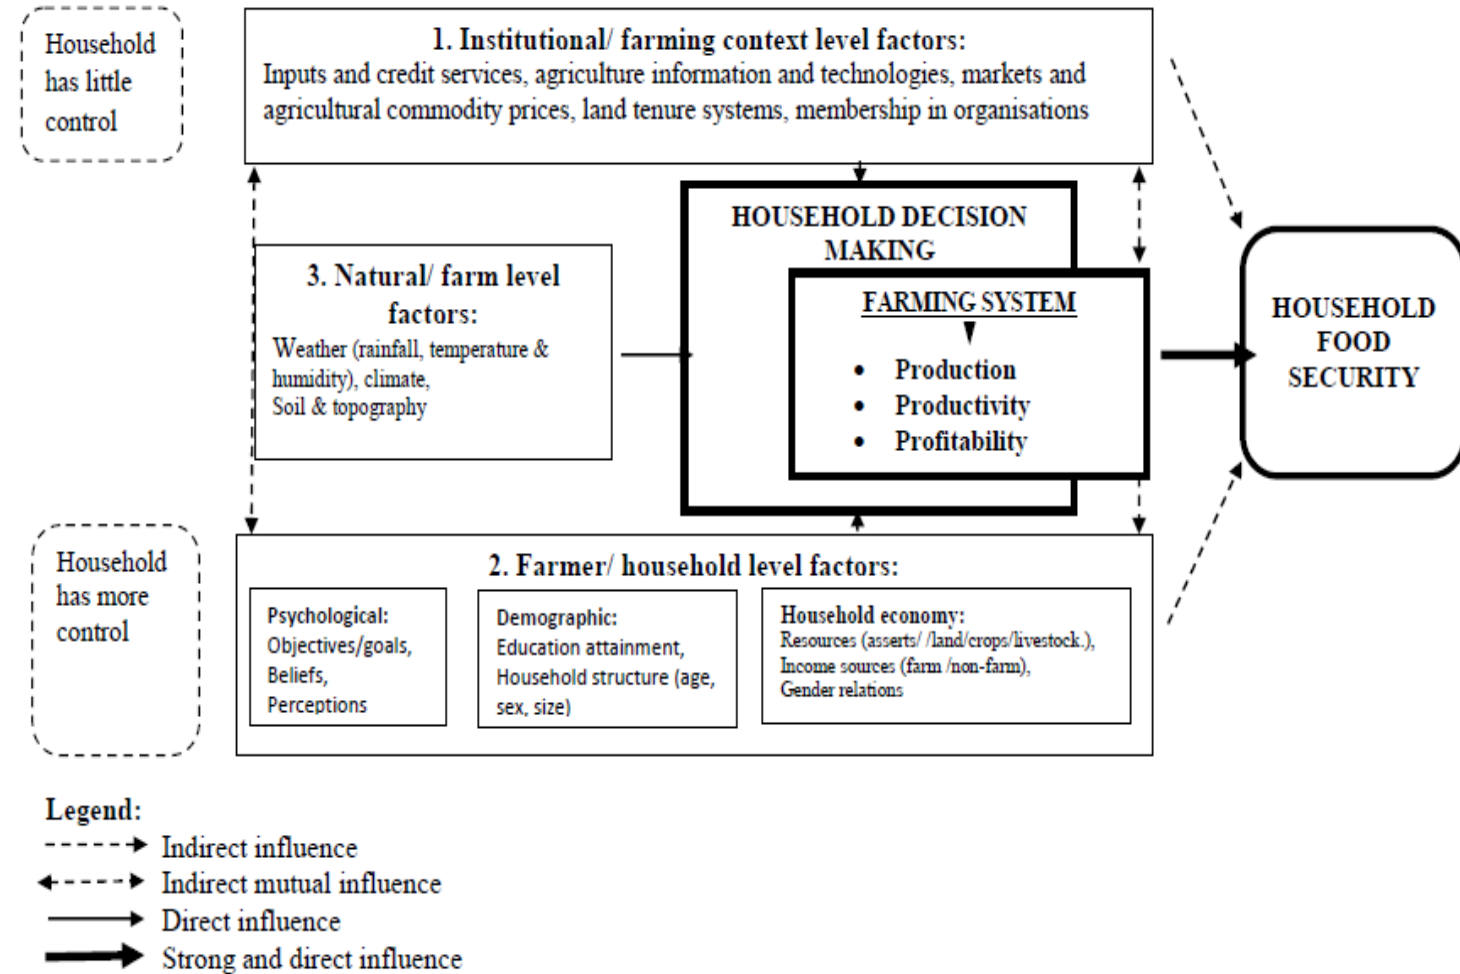 Household
has little
control
1. Institutional/ farming context level factors:
Inputs and credit services, agriculture information and technologies, markets and
agricultural commodity prices, land tenure systems, membership in organisations
HOUSEHOLD DECISION
MAKING
3. Natural/ farm level
factors:
Weather (rainfall, temperature &
humidity), climate,
Soil & topography
FARMING SYSTEM
• Production
• Productivity
• Profitability
HOUSEHOLD
FOOD
SECURITY
Household
has more
control
2. Farmer/ household level factors:
Psychological:
Objectives/goals,
Beliefs,
Perceptions
Demographic:
Education attainment,
Household structure (age,
sex, size)
Household economy:
Resources (asserts/ /land/crops/livestock.),
Income sources (farm /non-farm),
Gender relations
Legend:
Indirect influence
Indirect mutual influence
Direct influence
Strong and direct influence